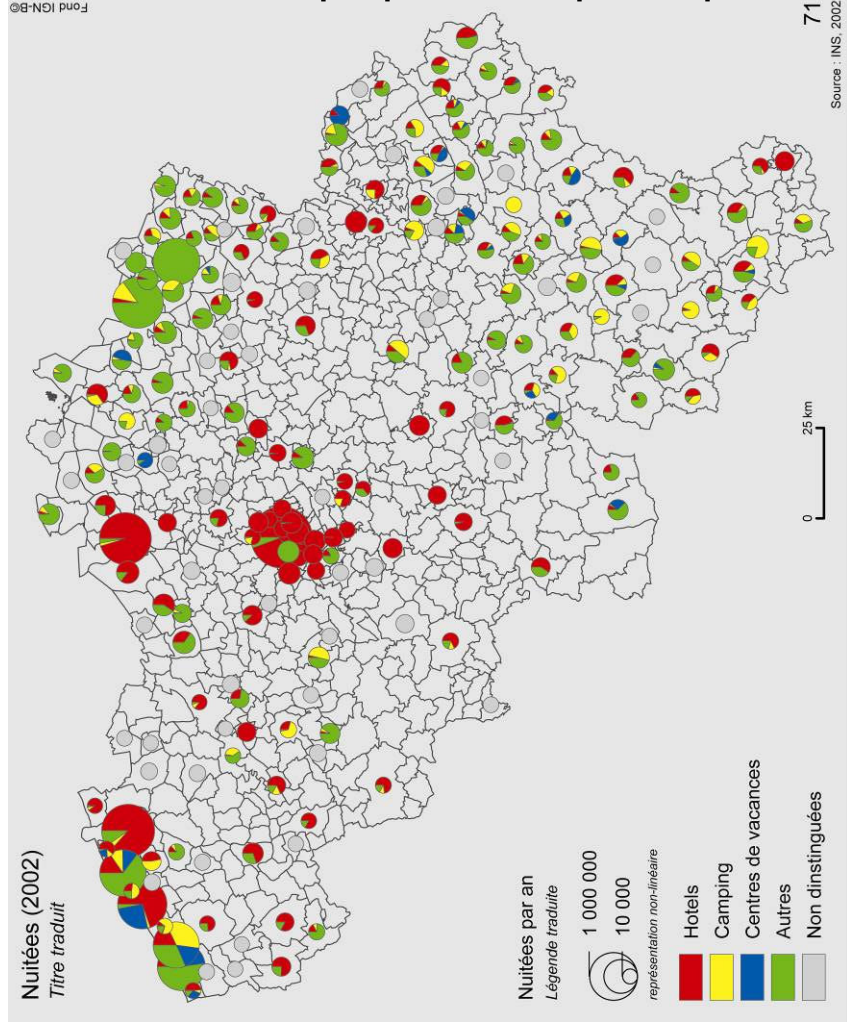 ©Fond IGN-BC
Nuitées (2002)
Titre traduit
Nuitées par an
Légende traduite
1 000 000
10 000
représentation non-linéaire
Hotels
Camping
Centres de vacances
Autres
Non dinstinguées
0
25 km
71
Source : INS, 2002